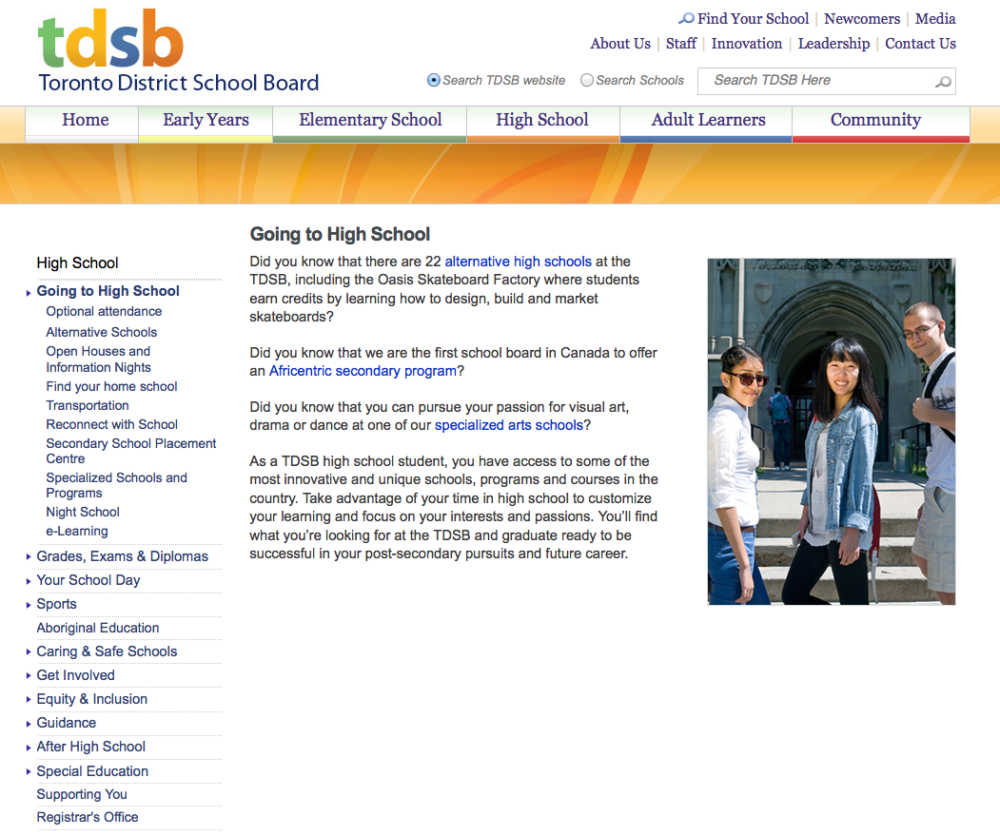 tdsb
Toronto District School Board
Find Your School | Newcomers | Media
About Us | Staff | Innovation | Leadership | Contact Us
Search TDSB website Search Schools Search TDSB Here
Home Early Years Elementary School High School Adult Learners Community
High School
Going to High School
Optional attendance
Alternative Schools
Open Houses and
Information Nights
Find your home school
Transportation
Reconnect with School
Secondary School Placement
Centre
Specialized Schools and
Programs
Night School
e-Learning
Grades, Exams & Diplomas
Your School Day
Sports
Aboriginal Education
Caring & Safe Schools
Get Involved
Equity & Inclusion
Guidance
After High School
Special Education
Supporting You
Registrar's Office
Going to High School
Did you know that there are 22 alternative high schools at the
TDSB, including the Oasis Skateboard Factory where students
earn credits by learning how to design, build and market
skateboards?
Did you know that we are the first school board in Canada to offer
an Africentric secondary program?
Did you know that you can pursue your passion for visual art,
drama or dance at one of our specialized arts schools?
As a TDSB high school student, you have access to some of the
most innovative and unique schools, programs and courses in the
country. Take advantage of your time in high school to customize
your learning and focus on your interests and passions. You’ll find
what you’re looking for at the TDSB and graduate ready to be
successful in your post-secondary pursuits and future career.